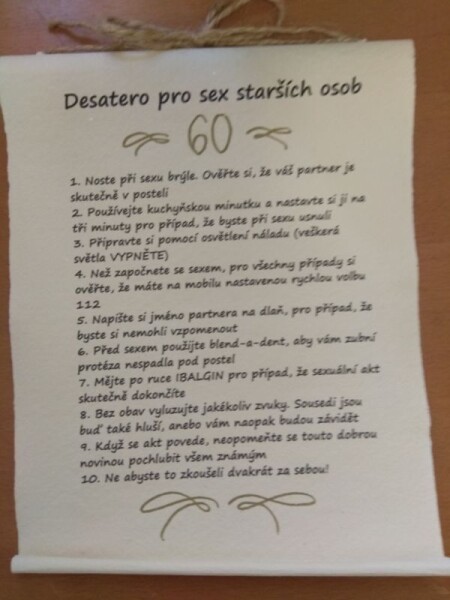 Desatero pro sex starších osob
60
1. Noste při sexu brýle. Ověřte si, že váš partner je
skutečně v posteli
2. Používejte kuchyňskou minutku a nastavte si ji na
tři minuty pro případ, že byste při sexu usnuli
3. Připravte si pomocí osvětlení náladu (veškerá
světla VYPNĚTE)
4. Než započnete se sexem, pro všechny případy si
ověřte, že máte na mobilu nastavenou rychlou volbu
112
5. Napište si jméno partnera na dlaň, pro případ, že
byste si nemohli vzpomenout
6. Před sexem použijte blend-a-dent, aby vám zubní
protéza nespadla pod postel
7. Mějte po ruce IBALGIN pro případ, že sexuální akt
skutečně dokončíte
8. Bez obav vyluzujte jakékoliv zvuky. Sousedi jsou
buď také hluší, anebo vám naopak budou závidět
9. Když se akt povede, neopomeňte se touto dobrou
novinou pochlubit všem známým
10. Ne abyste to zkoušeli dvakrát za sebou!